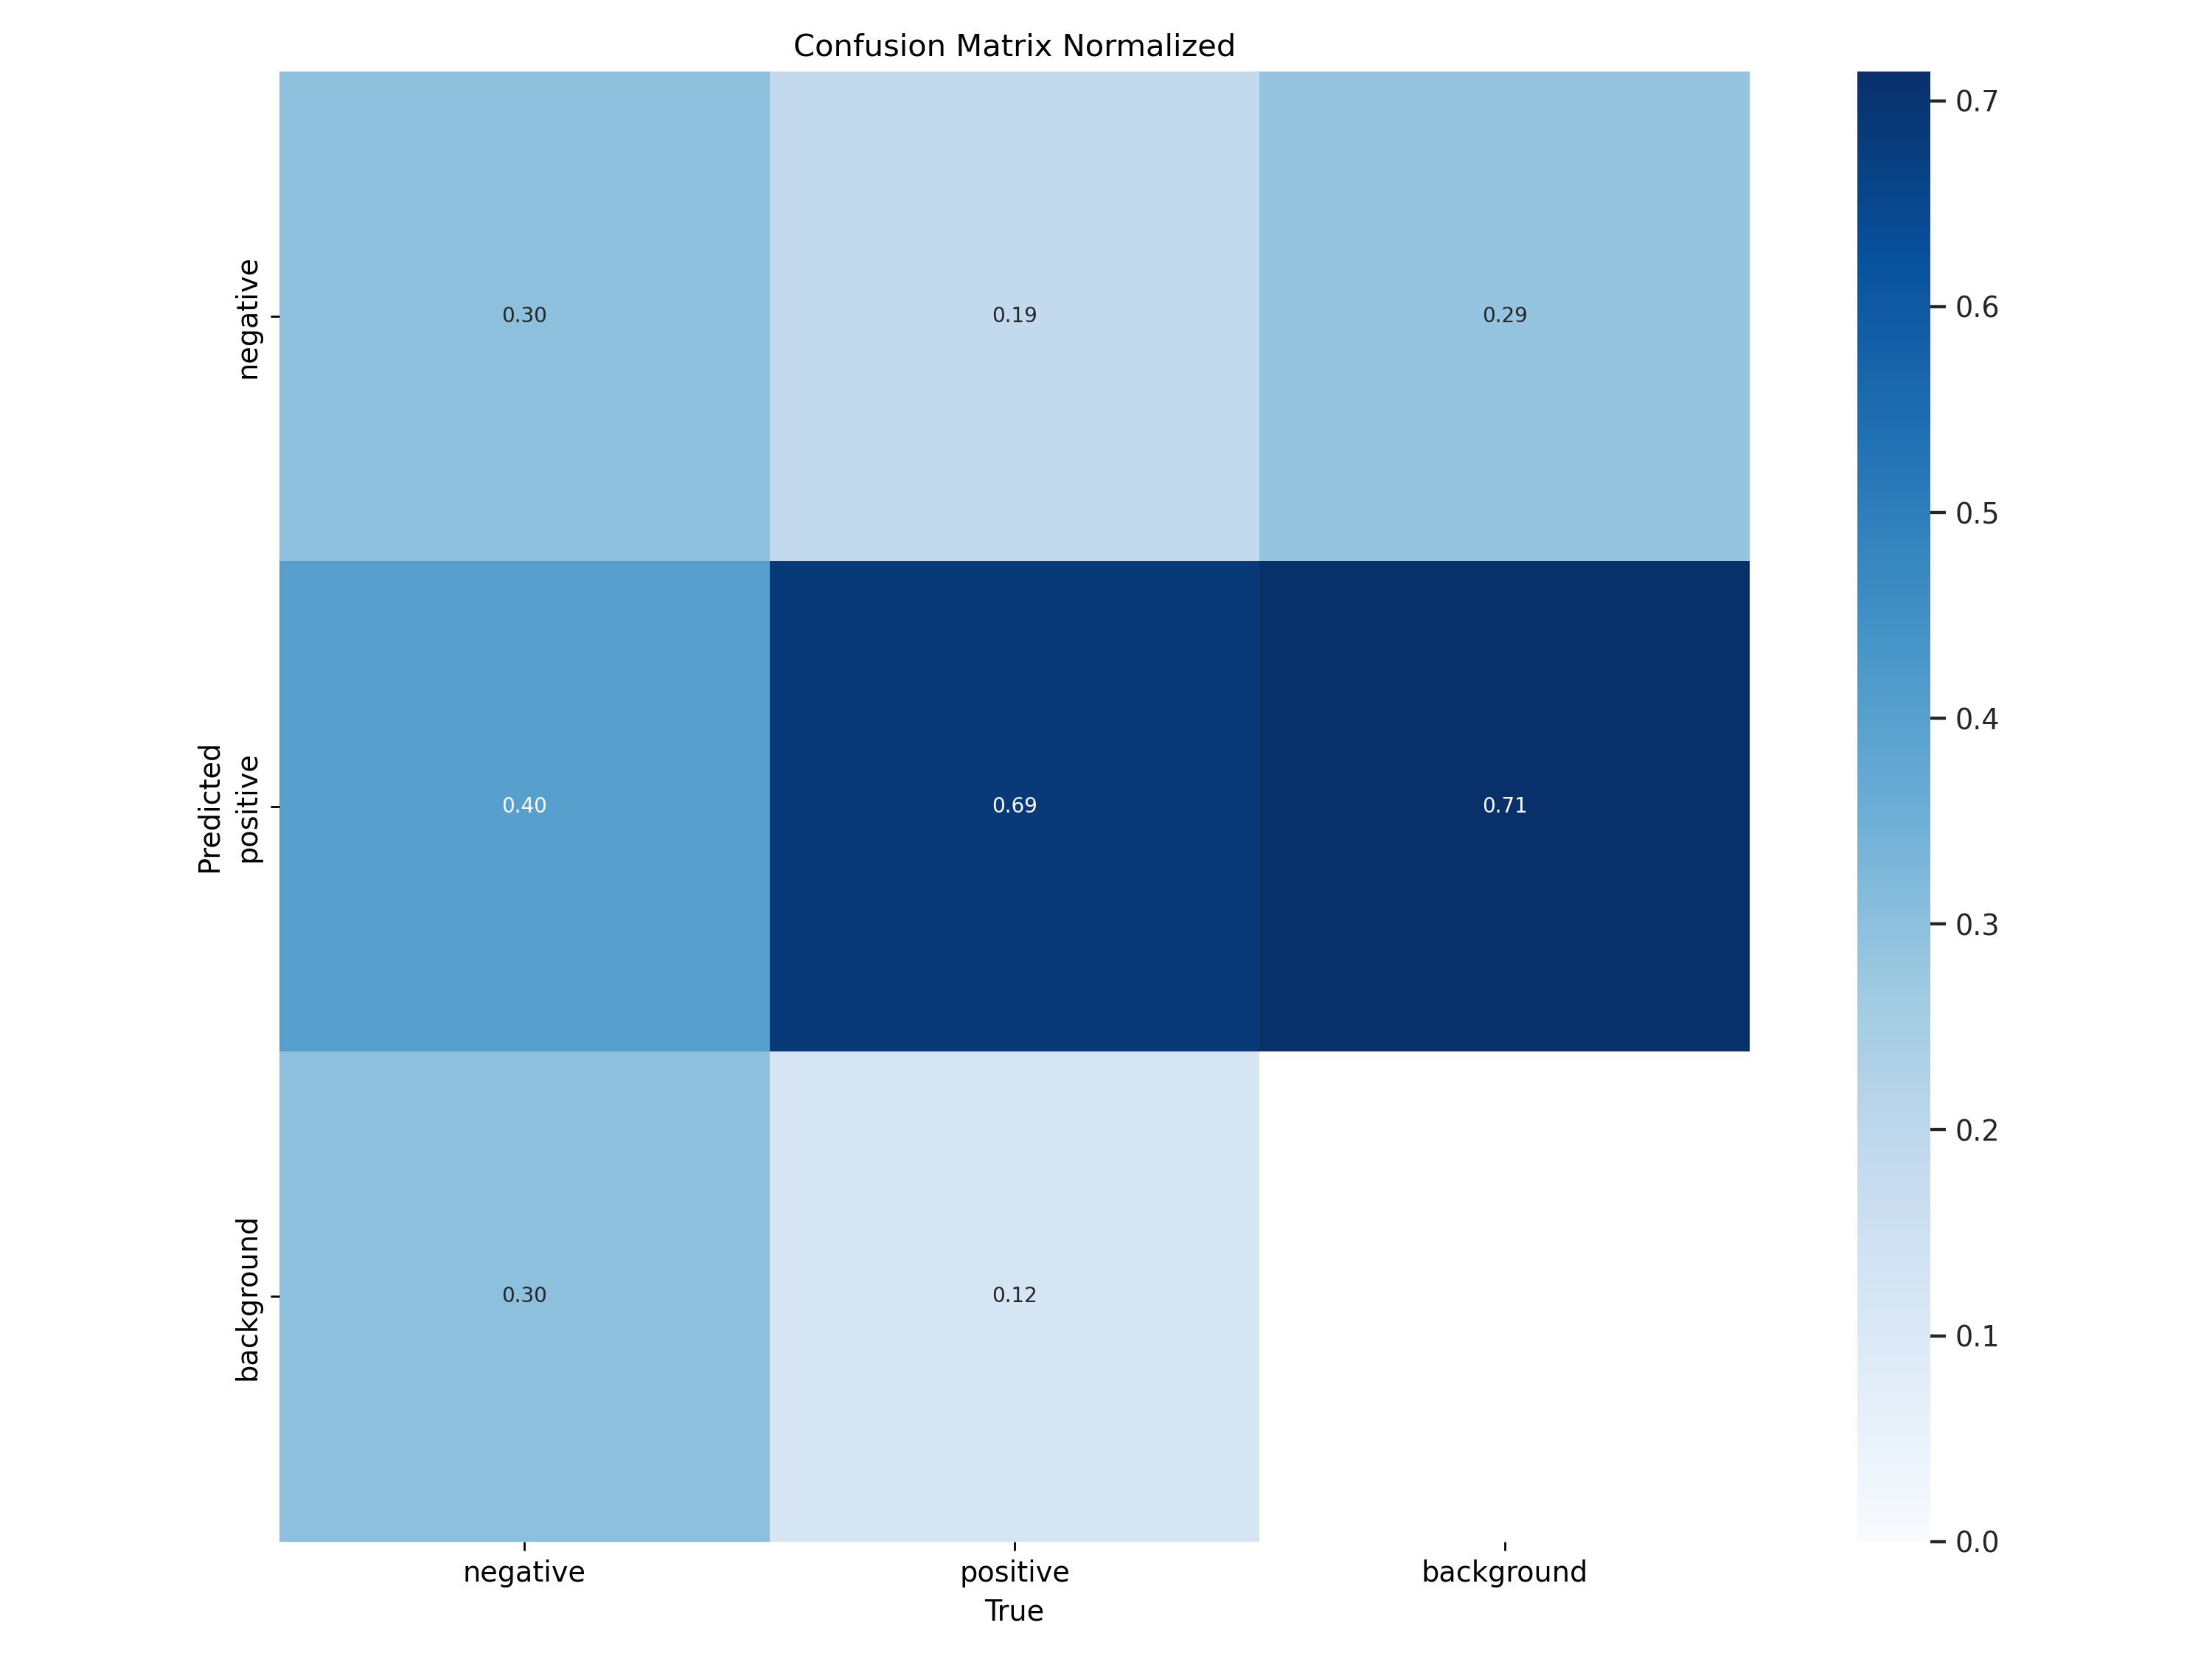 Confusion Matrix Normalized
negative
0.30
0.19
0.29
Predicted
positive
0.40
0.69
0.71
background
0.30
0.12
negative
positive
background
True
0.7
0.6
0.5
0.4
0.3
0.2
0.1
0.0